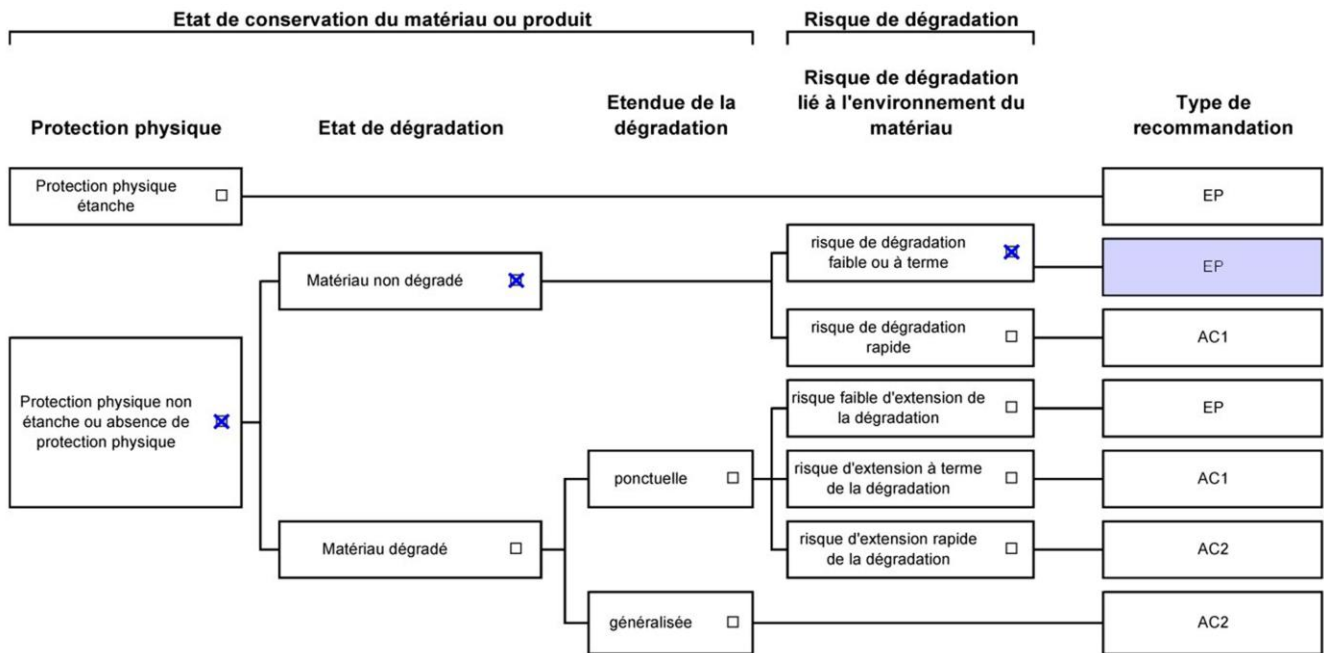 Etat de conservation du matériau ou produit
Risque de dégradation
Protection physique
Etat de dégradation
Etendue de la
dégradation
Risque de dégradation
lié à l'environnement du
matériau
Type de
recommandation
Protection physique
étanche
EP
risque de dégradation
faible ou à terme
EP
Matériau non dégradé
risque de dégradation
rapide
AC1
Protection physique non
étanche ou absence de
protection physique
risque faible d'extension de
la dégradation
EP
ponctuelle
risque d'extension à terme
de la dégradation
AC1
Matériau dégradé
risque d'extension rapide
de la dégradation
AC2
généralisée
AC2